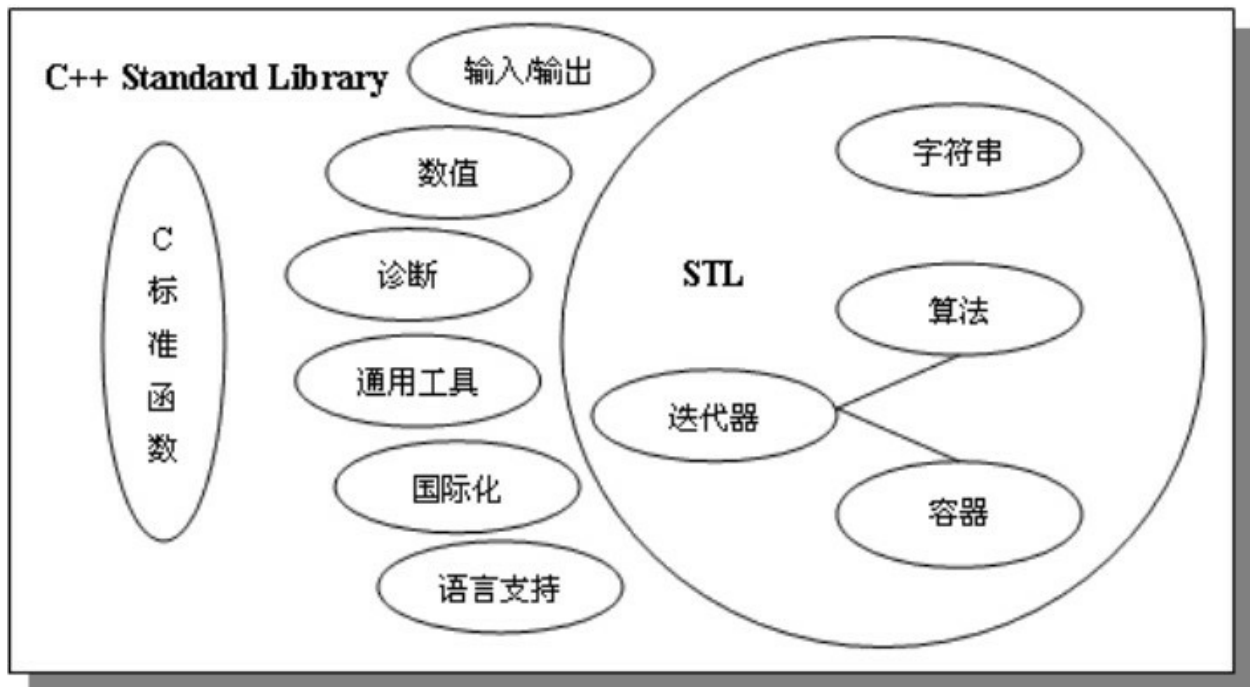 C++ Standard Library
输入/输出
数值
诊断
通用工具
国际化
语言支持
C
标
准
函
数
STL
字符串
算法
迭代器
容器